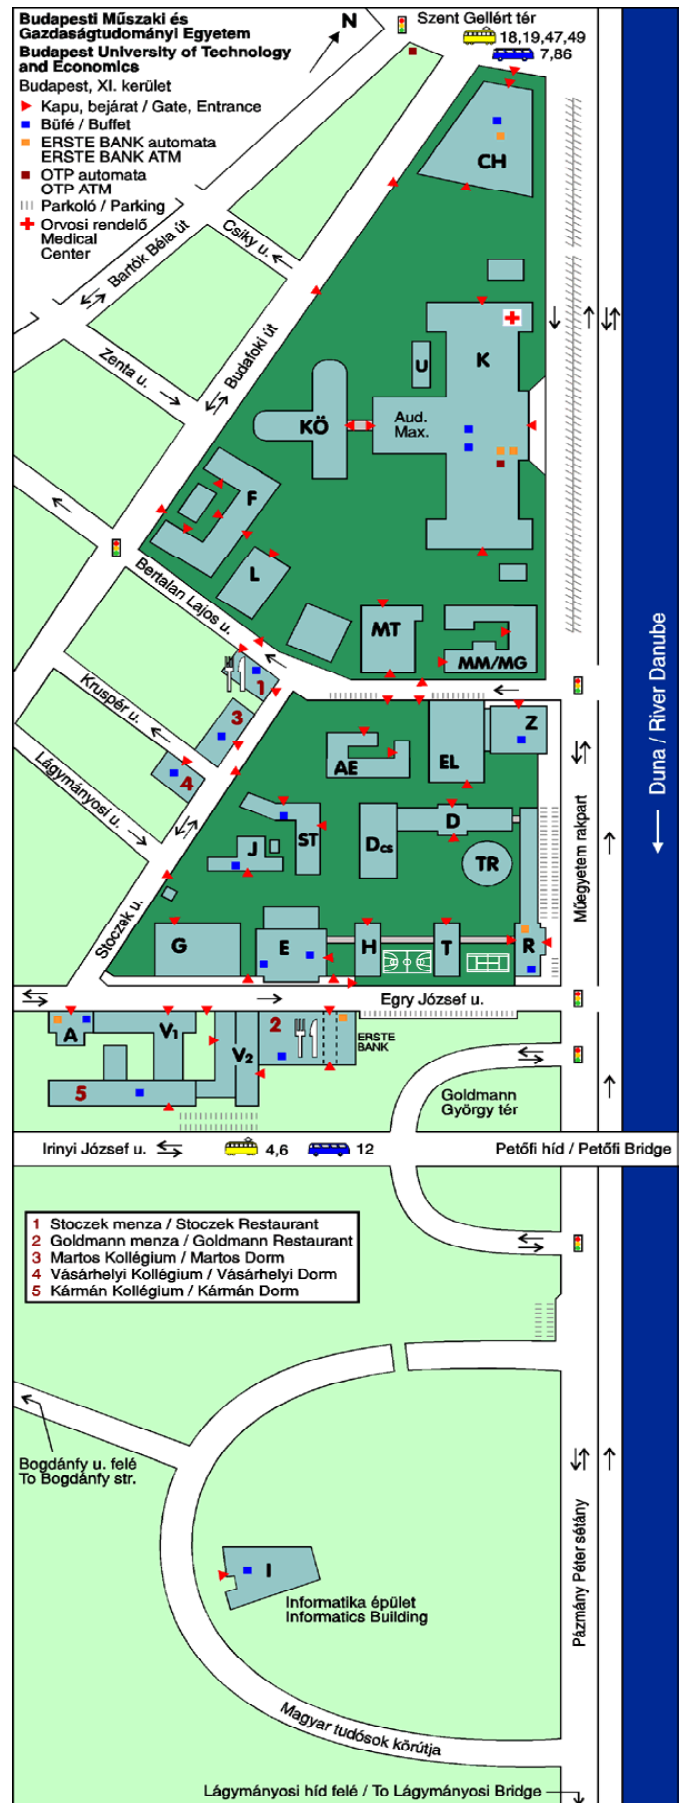 Budapesti Műszaki és
Gazdaságtudományi Egyetem
Budapest University of Technology
and Economics
Budapest, XI. kerület
Kapu, bejárat / Gate, Entrance
Büfé / Buffet
ERSTE BANK automata
ERSTE BANK ATM
OTP automata
OTP ATM
Parkoló / Parking
Orvosi rendelő
Medical
Center
N
Szent Gellért tér
18,19,47,49
7,86
CH
Csiky u.
Bartók Béla út
Zenta u.
Budafoki út
K
U
KÖ
Aud.
Max.
F
L
Bertalan Lajos u.
MT
MM/MG
1
Kruspér u.
3
4
Lágymányosi u.
Z
AE
EL
Duna / River Danube
Műegyetem rakpart
ST
J
Dcs
D
TR
Stoczek u.
G
E
H
T
R
Egry József u.
A
V1
V2
2
ERSTE
BANK
5
Goldmann
György tér
Irinyi József u.
4,6
12
Petőfi híd / Petőfi Bridge
1 Stoczek menza / Stoczek Restaurant
2 Goldmann menza / Goldmann Restaurant
3 Martos Kollégium / Martos Dorm
4 Vásárhelyi Kollégium / Vásárhelyi Dorm
5 Kármán Kollégium / Kármán Dorm
Bogdánfy u. felé
To Bogdánfy str.
Pázmány Péter sétány
I
Informatika épület
Informatics Building
Magyar tudósok körútja
Lágymányosi híd felé / To Lágymányosi Bridge